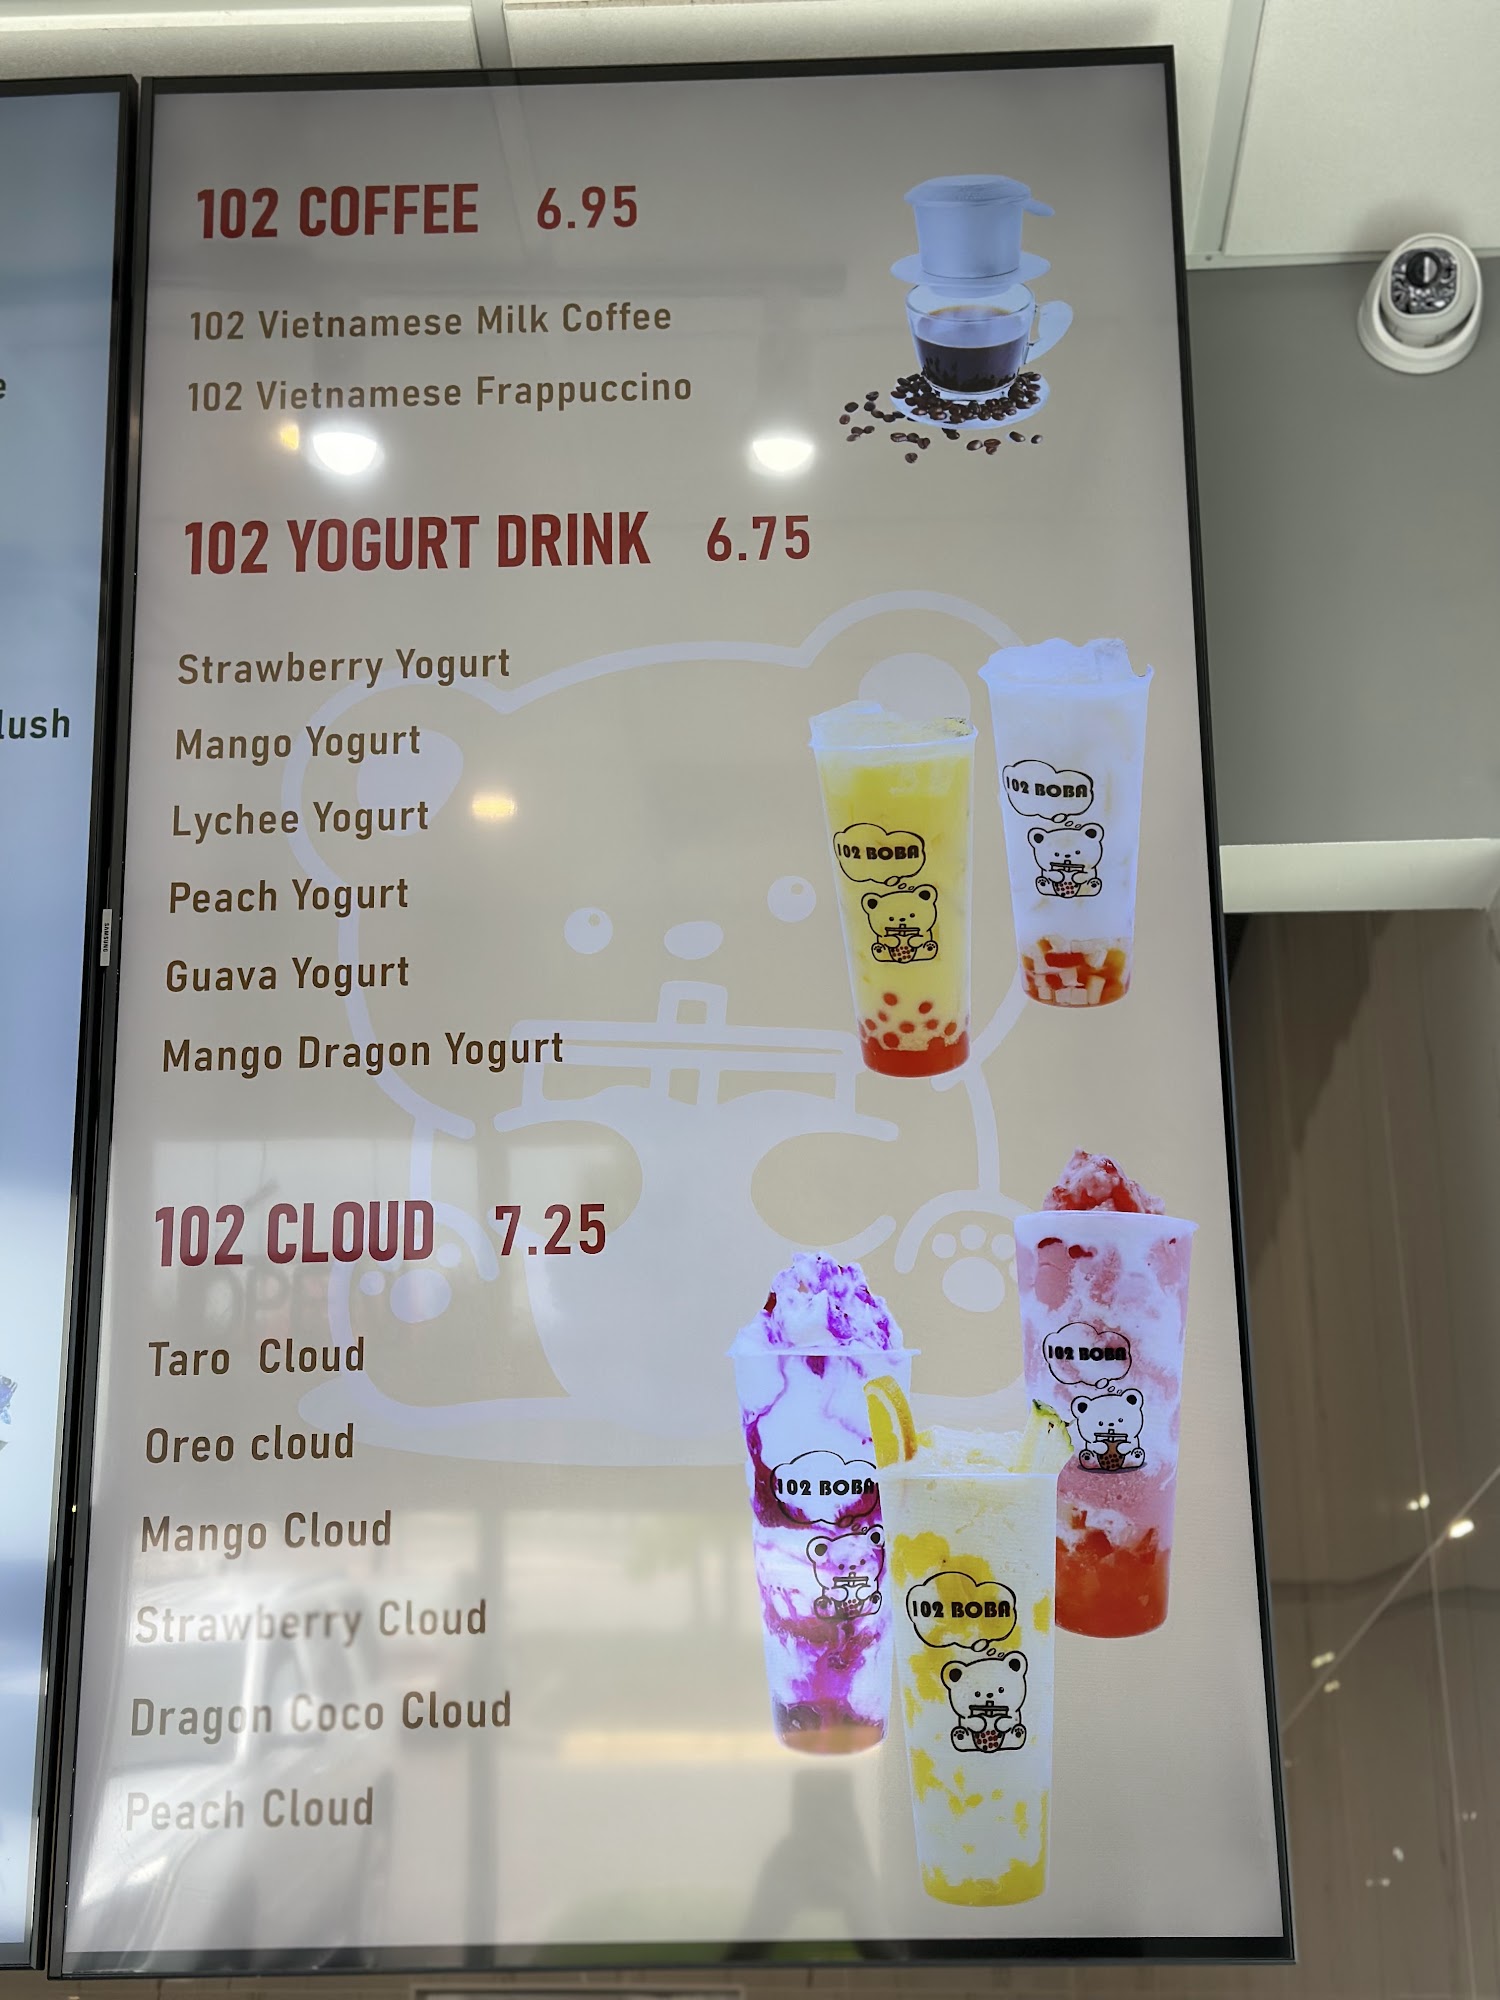 102 COFFEE 6.95
102 Vietnamese Milk Coffee
102 Vietnamese Frappuccino
102 YOGURT DRINK 6.75
Strawberry Yogurt
Mango Yogurt
Lychee Yogurt
Peach Yogurt
Guava Yogurt
Mango Dragon Yogurt
102 BOBA
102 BOBA
102 CLOUD 7.25
Taro Cloud
Oreo cloud
Mango Cloud
Strawberry Cloud
Dragon Coco Cloud
Peach Cloud
102 BOBA
102 BOBA
102 BOBA
lush
SAMSUNG